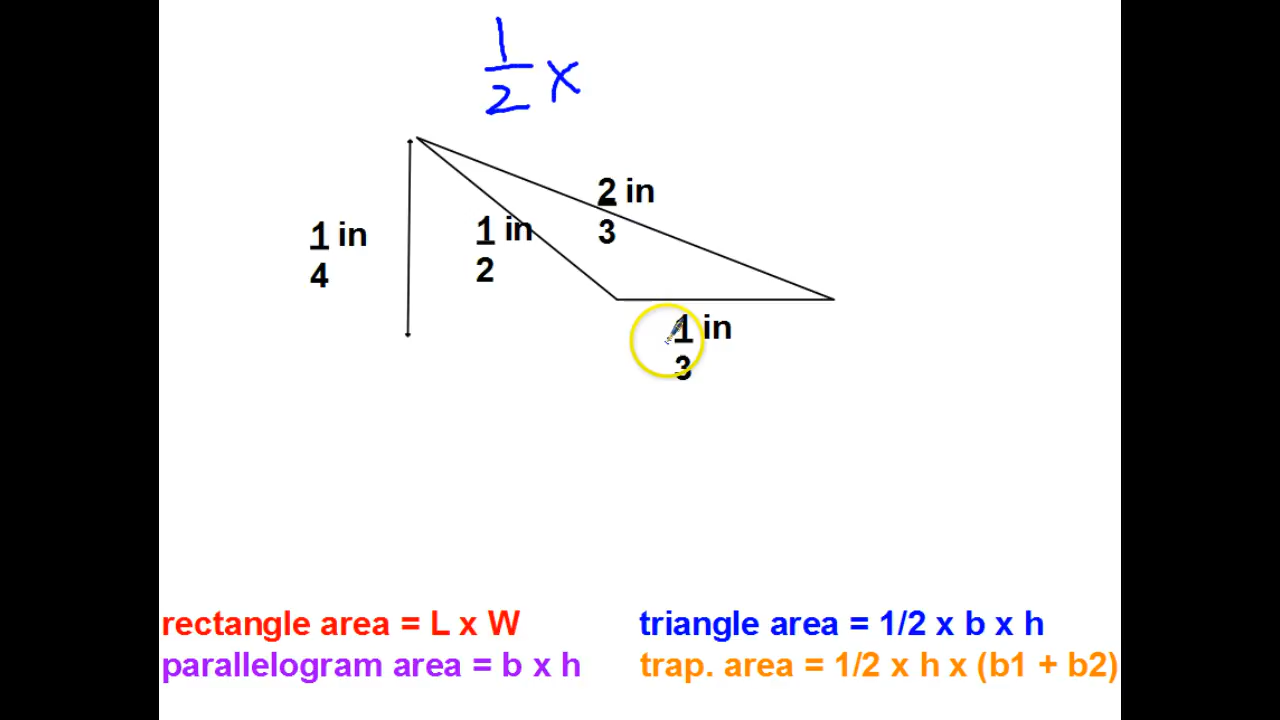 1
2 x
2 in
3
1 in
4
1 in
2
1 in
3
rectangle area = L x W
triangle area = 1/2 x b x h
parallelogram area = b x h
trap. area = 1/2 x h x (b1 + b2)